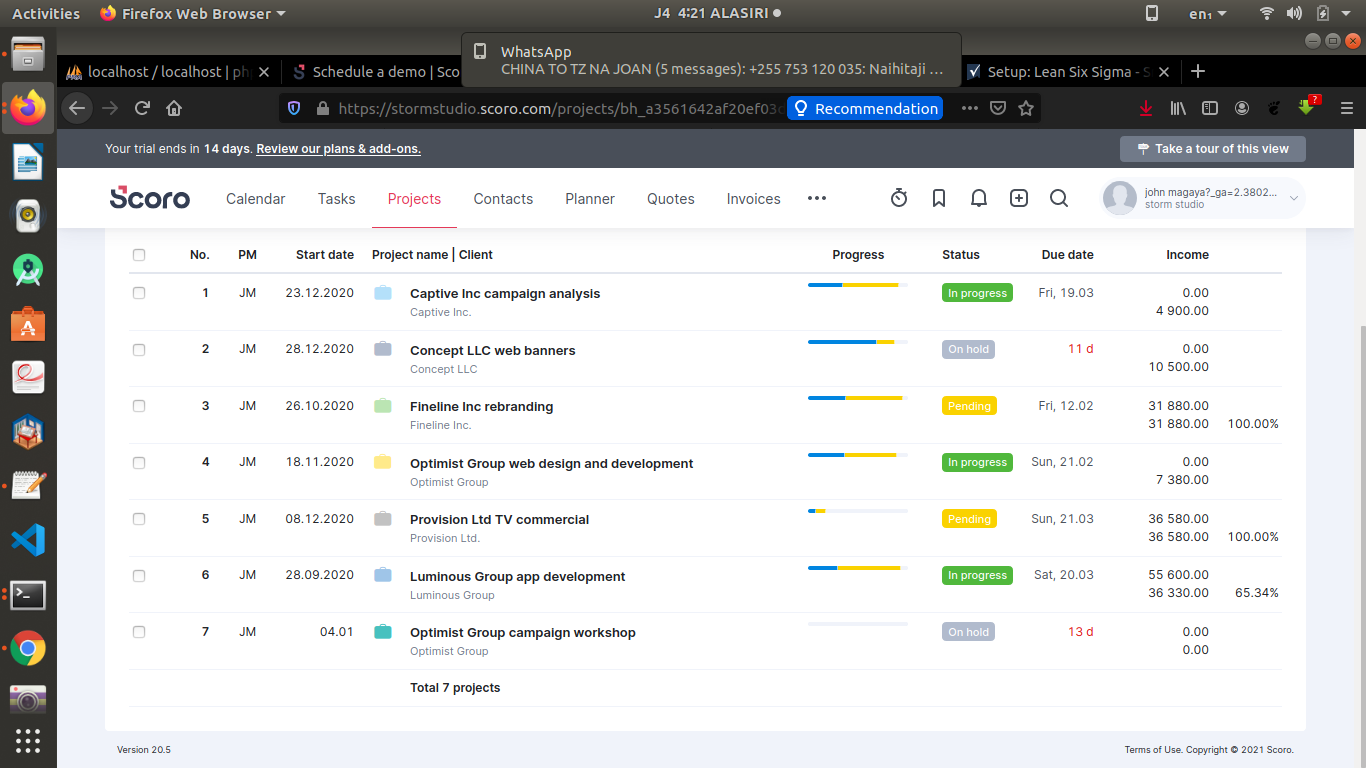 Activities Firefox Web Browser J4 4:21 ALASIRI en₁
WhatsApp
CHINA TO TZ NA JOAN (5 messages): +255 753 120 035: Naihitaji ...
localhost / localhost | ph Schedule a demo | Sco Setup: Lean Six Sigma - S
https://stormstudio.scoro.com/projects/bh_a3561642af20ef03c Recommendation ?
Your trial ends in 14 days. Review our plans & add-ons. Take a tour of this view
Scoro Calendar Tasks Projects Contacts Planner Quotes Invoices
john magaya?_ga=2.3802...
storm studio
No. PM Start date Project name | Client Progress Status Due date Income
1 JM 23.12.2020 Captive Inc campaign analysis In progress Fri, 19.03 0.00
Captive Inc. 4 900.00
2 JM 28.12.2020 Concept LLC web banners On hold 11 d 0.00
Concept LLC 10 500.00
3 JM 26.10.2020 Fineline Inc rebranding Pending Fri, 12.02 31 880.00
Fineline Inc. 31 880.00 100.00%
4 JM 18.11.2020 Optimist Group web design and development In progress Sun, 21.02 0.00
Optimist Group 7 380.00
5 JM 08.12.2020 Provision Ltd TV commercial Pending Sun, 21.03 36 580.00
Provision Ltd. 36 580.00 100.00%
6 JM 28.09.2020 Luminous Group app development In progress Sat, 20.03 55 600.00
Luminous Group 36 330.00 65.34%
7 JM 04.01 Optimist Group campaign workshop On hold 13 d 0.00
Optimist Group 0.00
Total 7 projects
Version 20.5 Terms of Use. Copyright © 2021 Scoro.